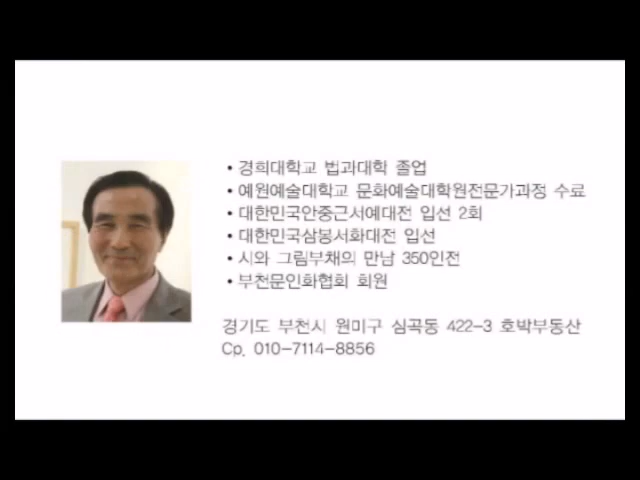 • 경희대학교 법과대학 졸업
• 예원예술대학교 문화예술대학원전문가과정 수료
• 대한민국안중근서예대전 입선 2회
• 대한민국삼봉서화대전 입선
• 시와 그림부채의 만남 350인전
• 부천문인화협회 회원
경기도 부천시 원미구 심곡동 422-3 호박부동산
Cp. 010-7114-8856